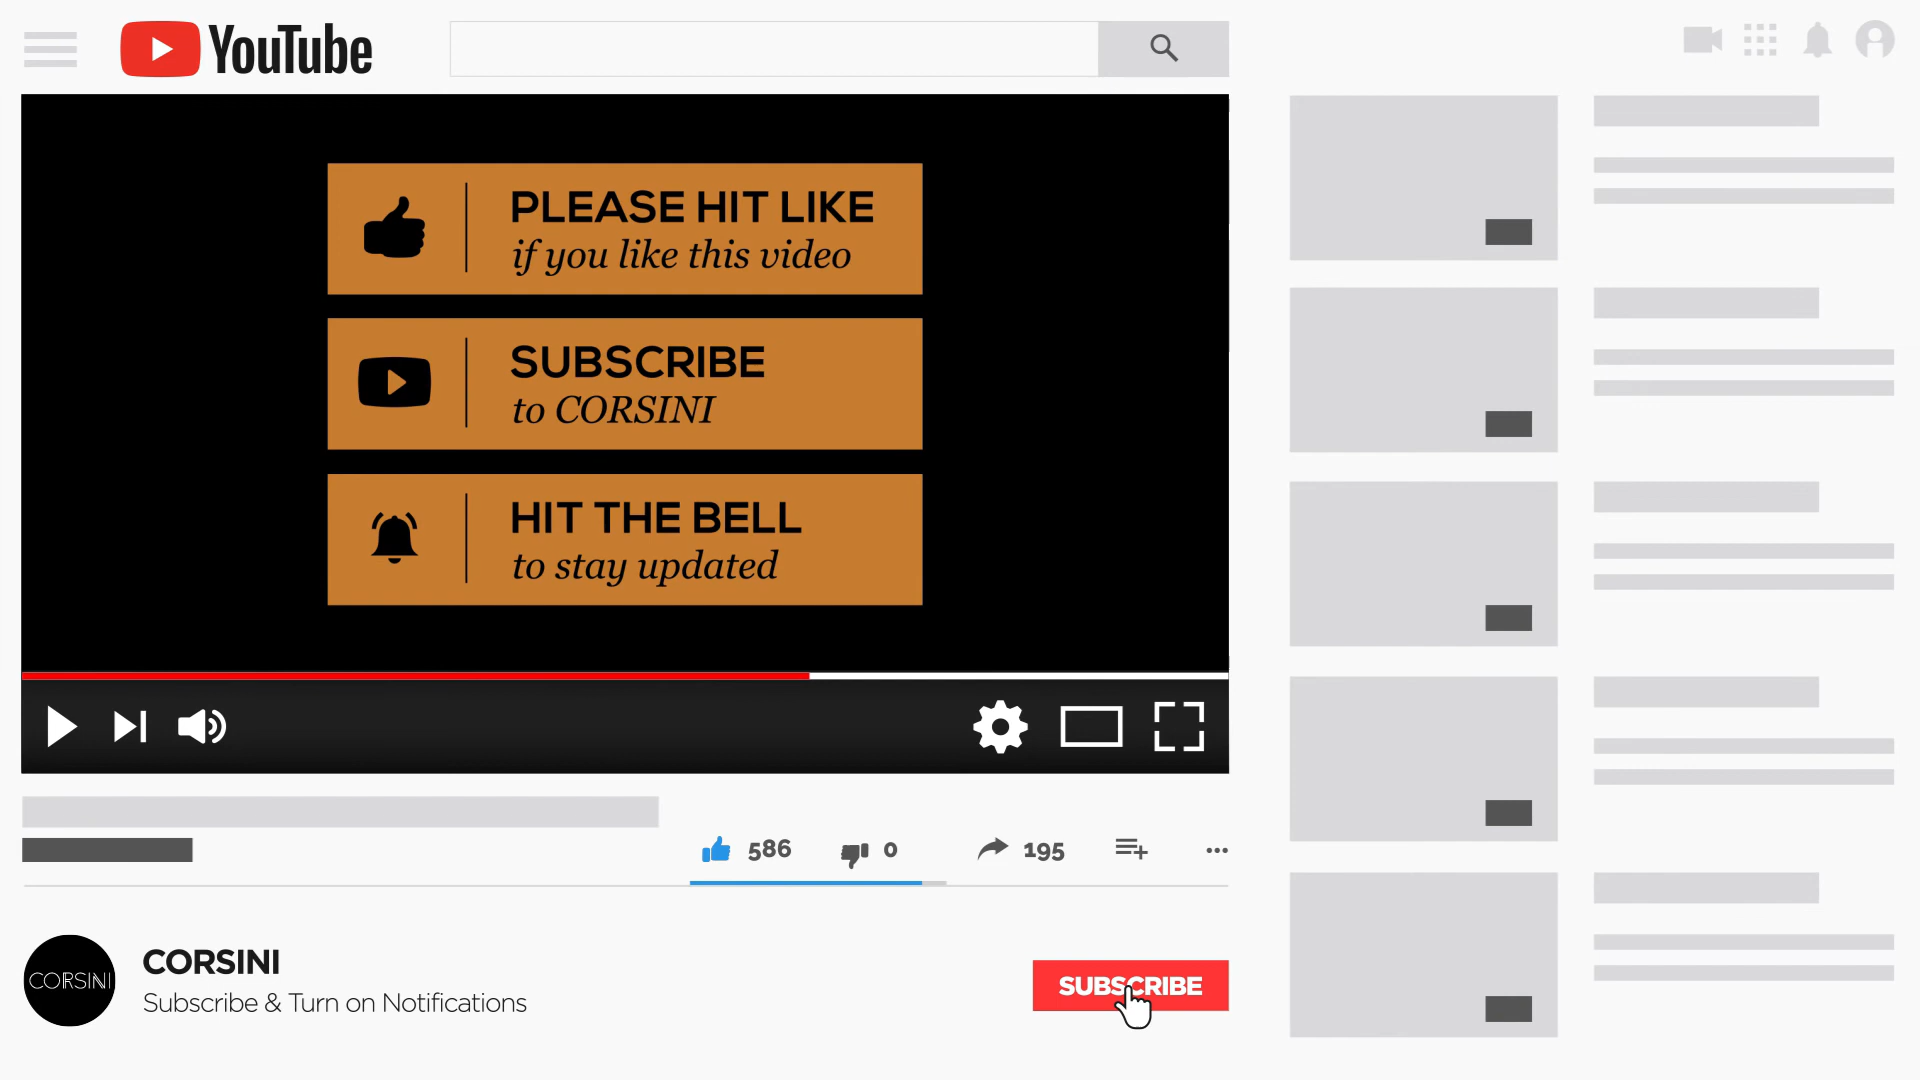 YouTube
PLEASE HIT LIKE
if you like this video
SUBSCRIBE
to CORSINI
HIT THE BELL
to stay updated
586
0
195
CORSINI
CORSINI
Subscribe & Turn on Notifications
SUBSCRIBE